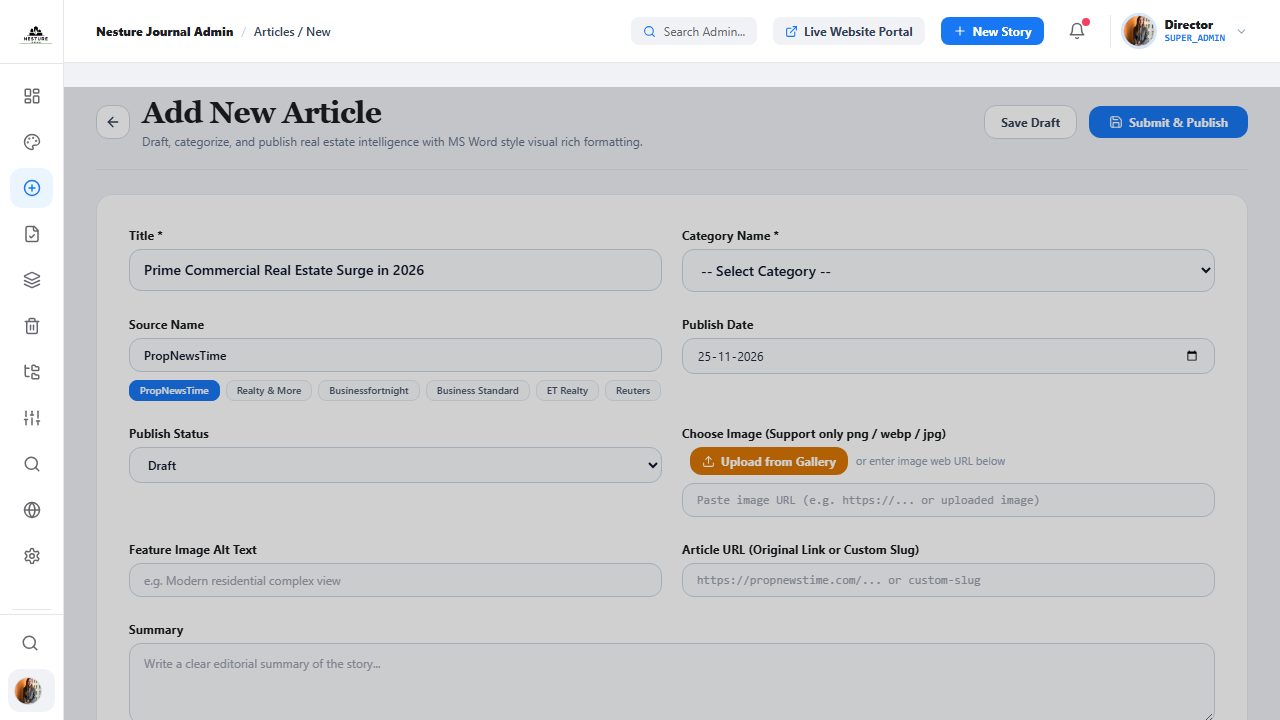 NESTURE
Nesture Journal Admin / Articles / New
Search Admin...
Live Website Portal
New Story
Director
SUPER_ADMIN
Add New Article
Draft, categorize, and publish real estate intelligence with MS Word style visual rich formatting.
Save Draft
Submit & Publish
Title *
Prime Commercial Real Estate Surge in 2026
Category Name *
-- Select Category --
Source Name
PropNewsTime
PropNewsTime Realty & More Businessfortnight Business Standard ET Realty Reuters
Publish Date
25-11-2026
Publish Status
Draft
Choose Image (Support only png / webp / jpg)
Upload from Gallery or enter image web URL below
Paste image URL (e.g. https://... or uploaded image)
Feature Image Alt Text
e.g. Modern residential complex view
Article URL (Original Link or Custom Slug)
https://propnewstime.com/... or custom-slug
Summary
Write a clear editorial summary of the story...